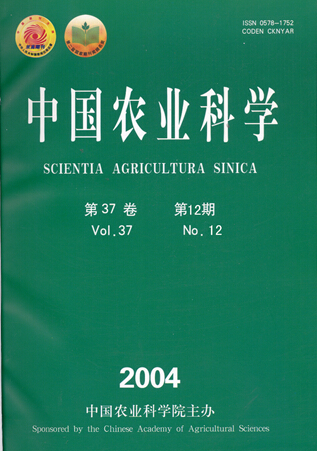 ISSN 0578-1752
CODEN CKNYAR
中国农业科学
SCIENTIA AGRICULTURA SINICA
第37卷 第12期
Vol.37 No.12
2004
中国农业科学院主办
Sponsored by the Chinese Academy of Agricultural Sciences